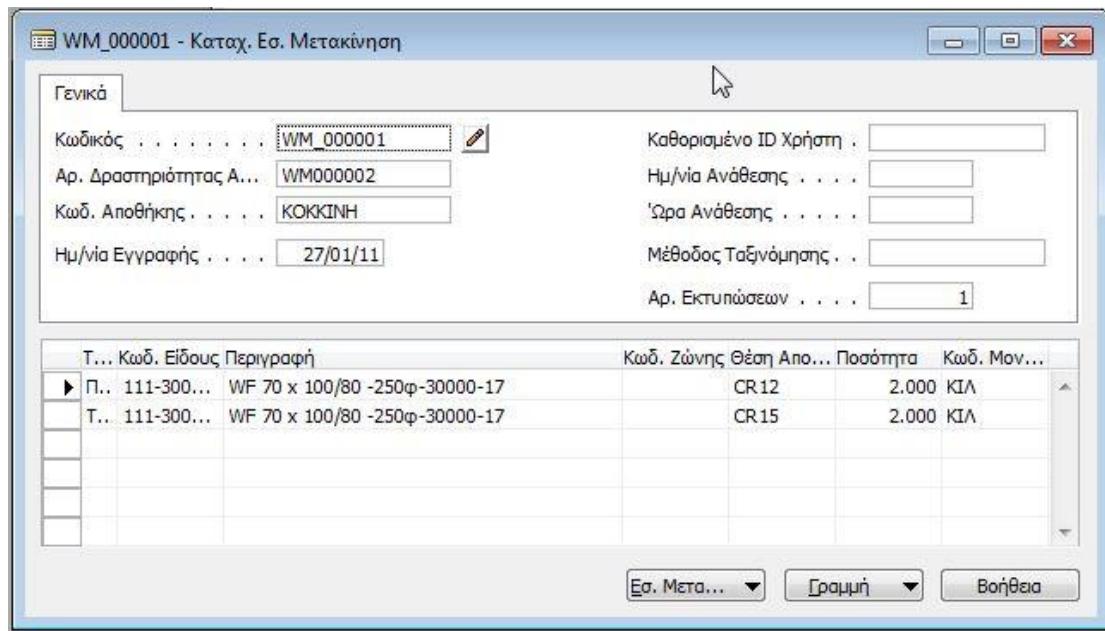 WM_000001 - Καταχ. Εσ. Μετακίνηση
Γενικά
Κωδικός . . . . . . . . WM_000001 Καθορισμένο ID Χρήστη .
Αρ. Δραστηριότητας Α... WM000002 Ημ/νία Ανάθεσης . . . .
Κωδ. Αποθήκης . . . . . ΚΟΚΚΙΝΗ Ώρα Ανάθεσης . . . . .
Ημ/νία Εγγραφής . . . . 27/01/11 Μέθοδος Ταξινόμησης . .
Αρ. Εκτυπώσεων . . . . 1
Τ... Κωδ. Είδους Περιγραφή Κωδ. Ζώνης Θέση Απο... Ποσότητα Κωδ. Μον...
Π.. 111-300... WF 70 x 100/80 -250φ-30000-17 CR12 2.000 ΚΙΛ
Τ.. 111-300... WF 70 x 100/80 -250φ-30000-17 CR15 2.000 ΚΙΛ
Εσ. Μετα... Γραμμή Βοήθεια